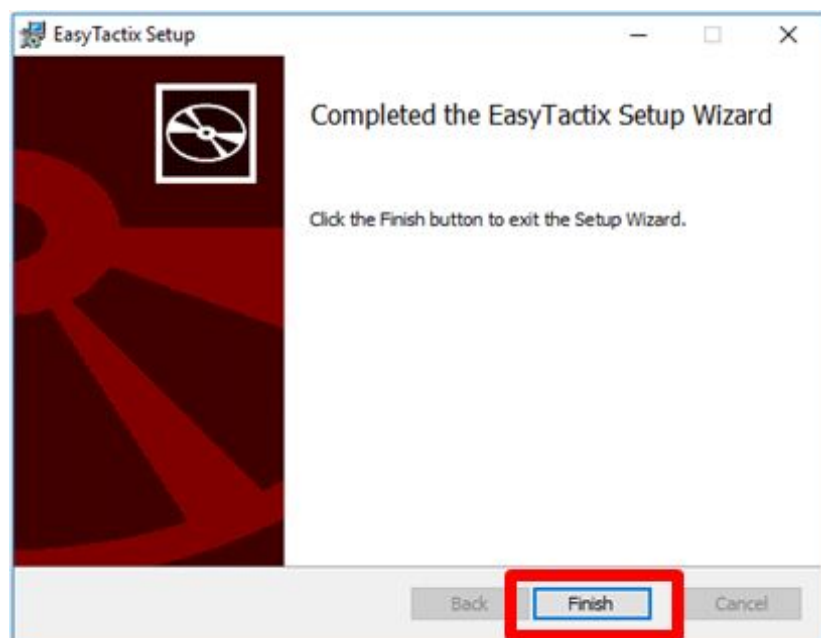 EasyTactix Setup
Completed the EasyTactix Setup Wizard
Click the Finish button to exit the Setup Wizard.
Back
Finish
Cancel